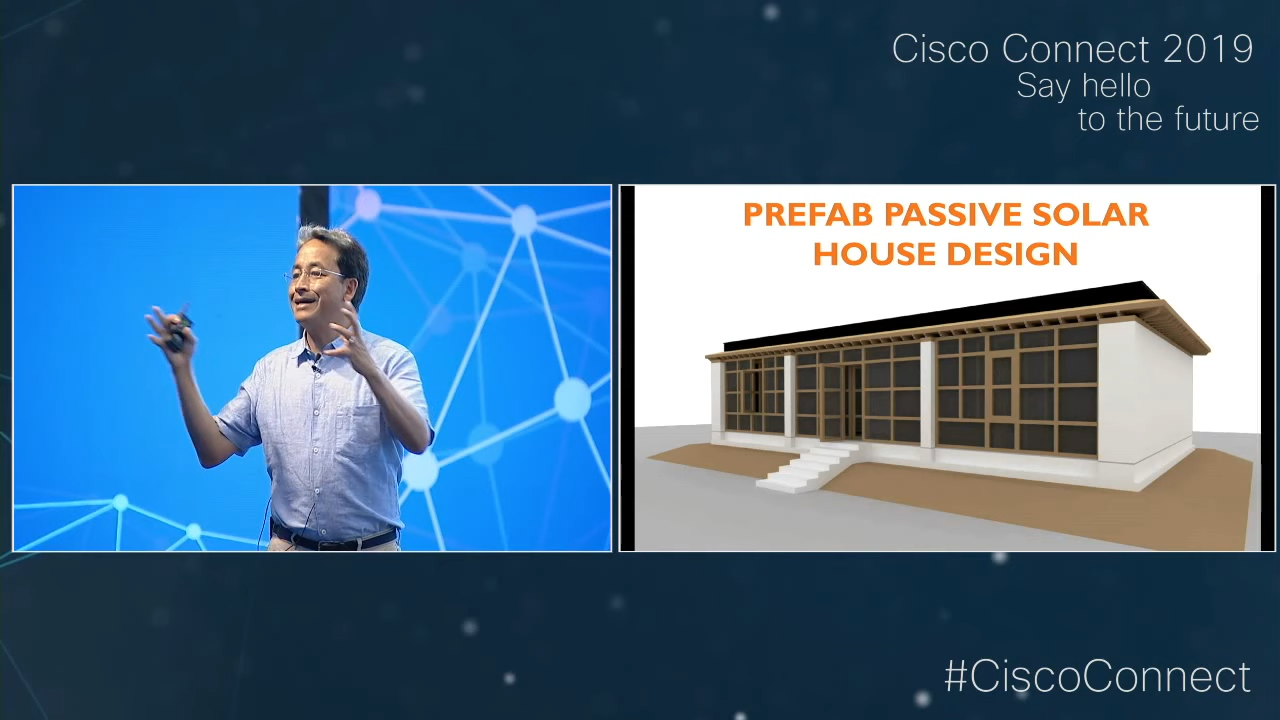 Cisco Connect 2019
Say hello
to the future
PREFAB PASSIVE SOLAR
HOUSE DESIGN
#CiscoConnect